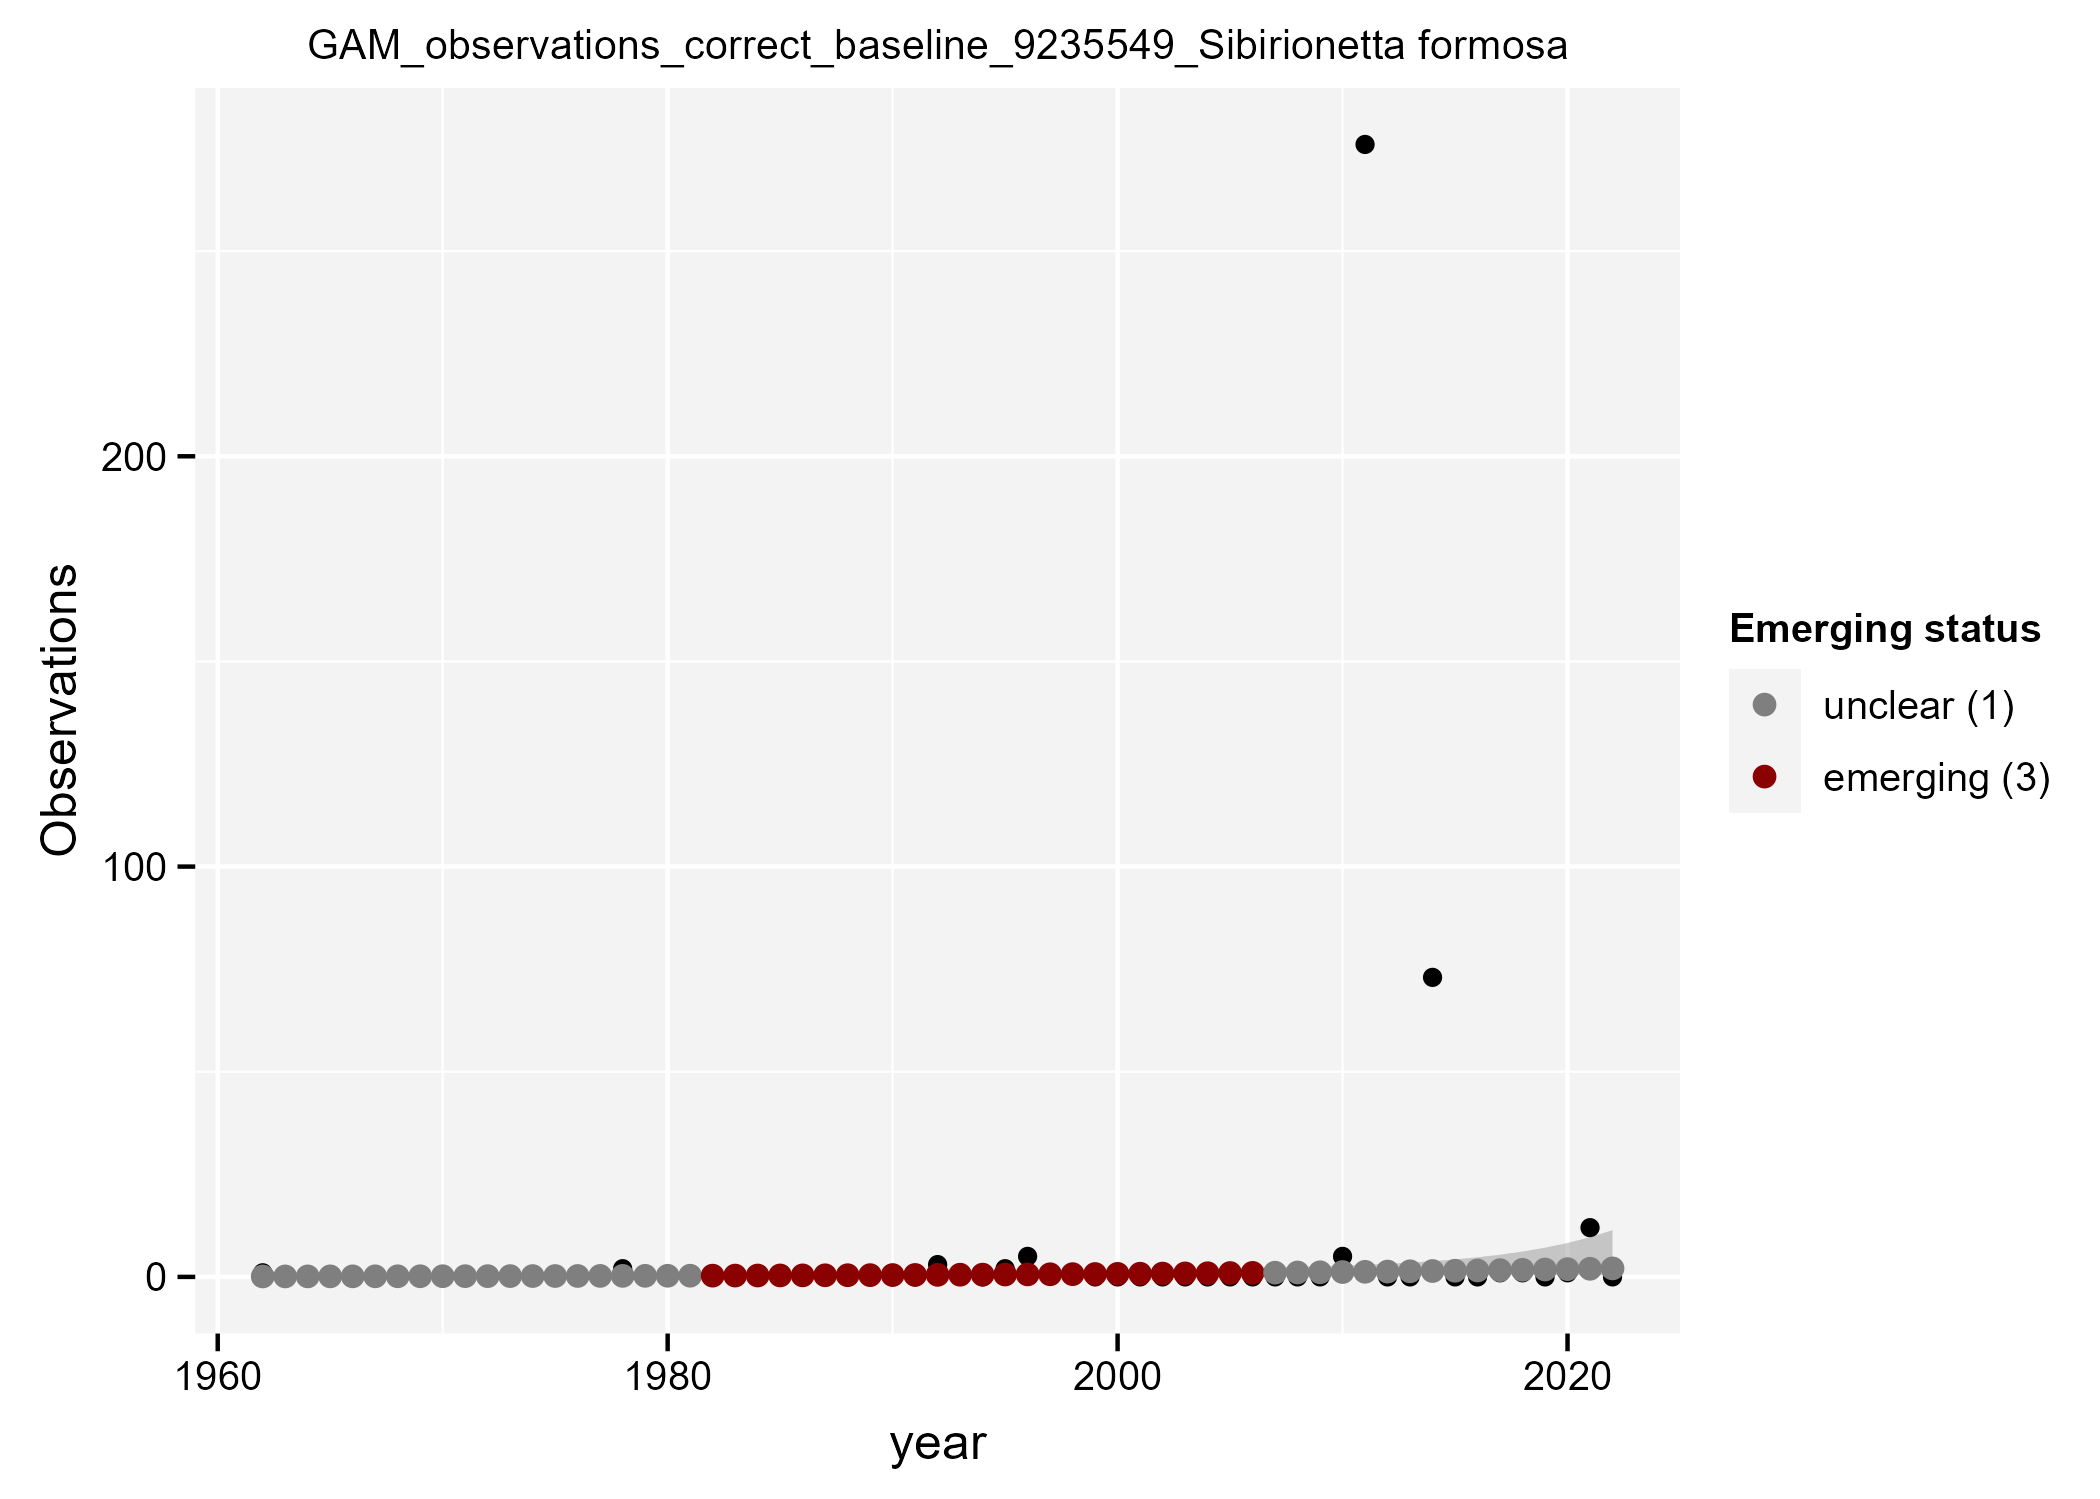 GAM_observations_correct_baseline_9235549_Sibirionetta formosa
Observations
200
100
0
1960
1980
2000
2020
year
Emerging status
unclear (1)
emerging (3)